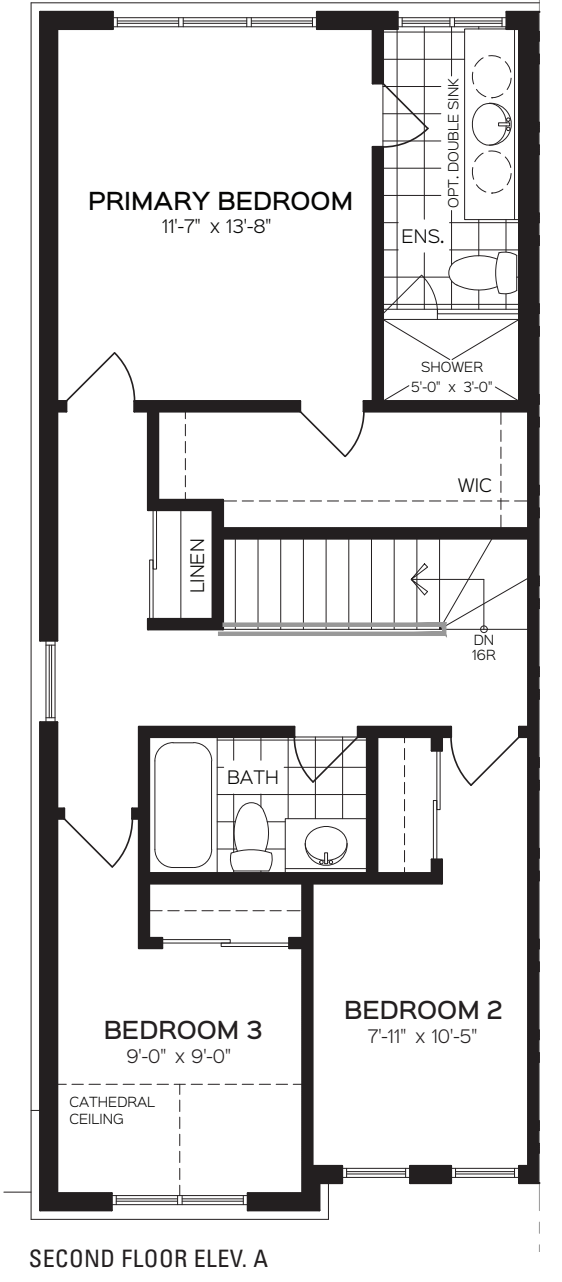 OPT. DOUBLE SINK
PRIMARY BEDROOM
11'-7" x 13'-8"
ENS.
SHOWER
5'-0" x 3'-0"
WIC
LINEN
DN
16R
BATH
BEDROOM 2
7'-11" x 10'-5"
BEDROOM 3
9'-0" x 9'-0"
CATHEDRAL
CEILING
SECOND FLOOR ELEV. A